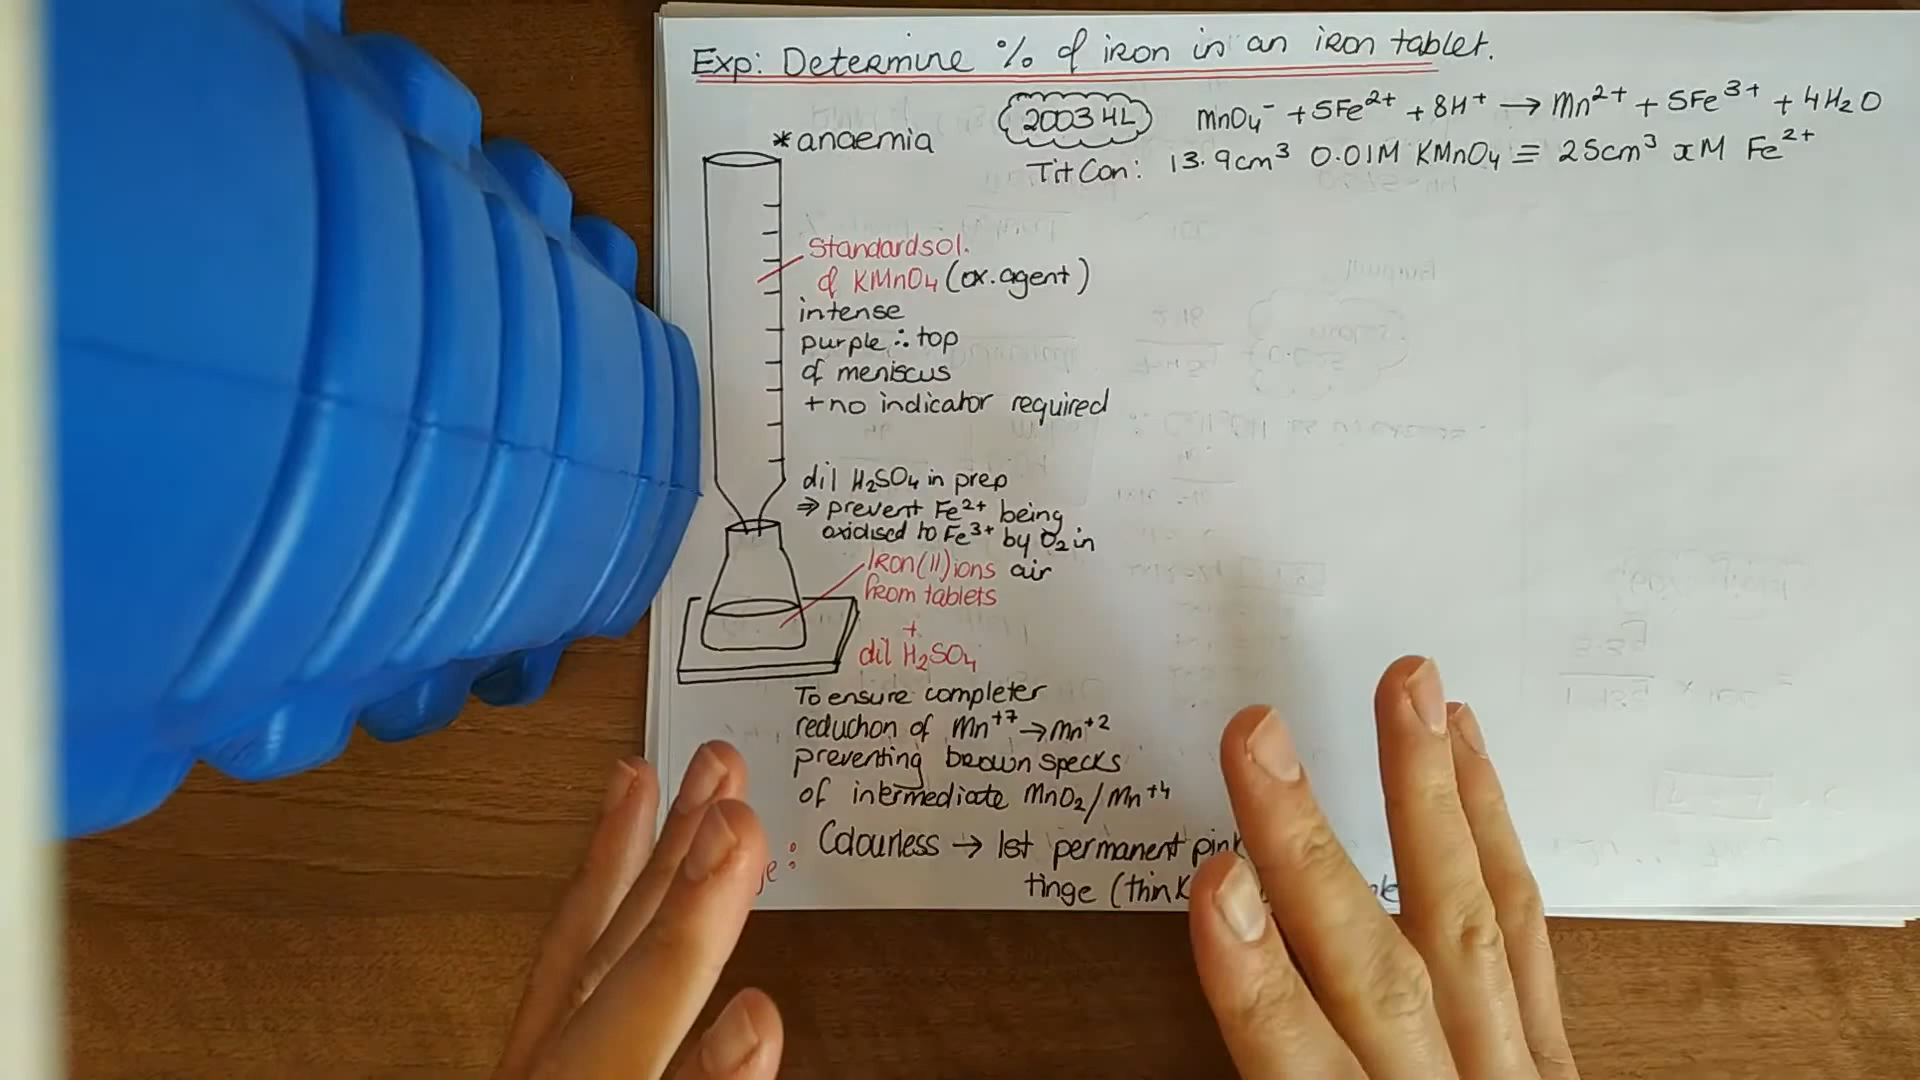 Exp: Determine % of iron in an iron tablet.
2003 HL
MnO₄⁻ + 5Fe²⁺ + 8H⁺ → Mn²⁺ + 5Fe³⁺ + 4H₂O
*anaemia
Tit Con: 13.9cm³ 0.01M KMnO₄ ≡ 25cm³ xM Fe²⁺
Standard sol.
of KMnO₄ (ox. agent)
intense
purple ∴ top
of meniscus
+ no indicator required
dil H₂SO₄ in prep
⇒ prevent Fe²⁺ being
oxidised to Fe³⁺ by O₂ in
air
Iron(II) ions
from tablets
+
dil H₂SO₄
To ensure completer
reduction of Mn⁺⁷ → Mn⁺²
preventing brown specks
of intermediate MnO₂/Mn⁺⁴
Colourless → 1st permanent pink
tinge (think